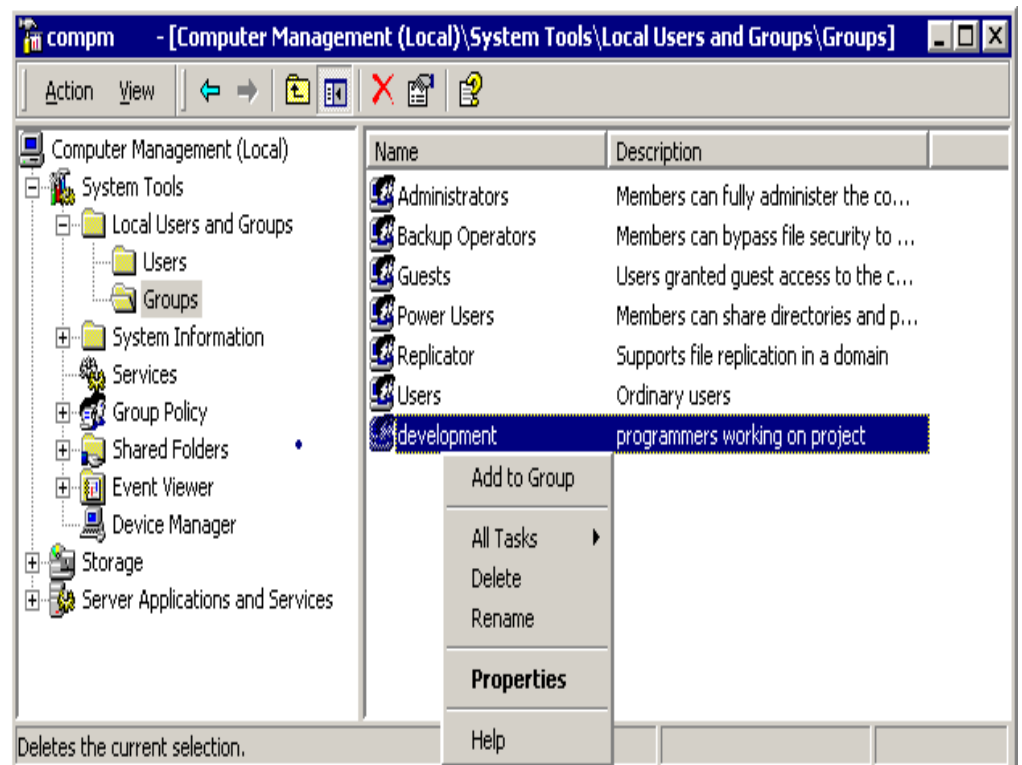 compm - [Computer Management (Local)\System Tools\Local Users and Groups\Groups]
Action View
Computer Management (Local)
System Tools
Local Users and Groups
Users
Groups
System Information
Services
Group Policy
Shared Folders
Event Viewer
Device Manager
Storage
Server Applications and Services
Name Description
Administrators Members can fully administer the co...
Backup Operators Members can bypass file security to ...
Guests Users granted guest access to the c...
Power Users Members can share directories and p...
Replicator Supports file replication in a domain
Users Ordinary users
development programmers working on project
Add to Group
All Tasks
Delete
Rename
Properties
Help
Deletes the current selection.